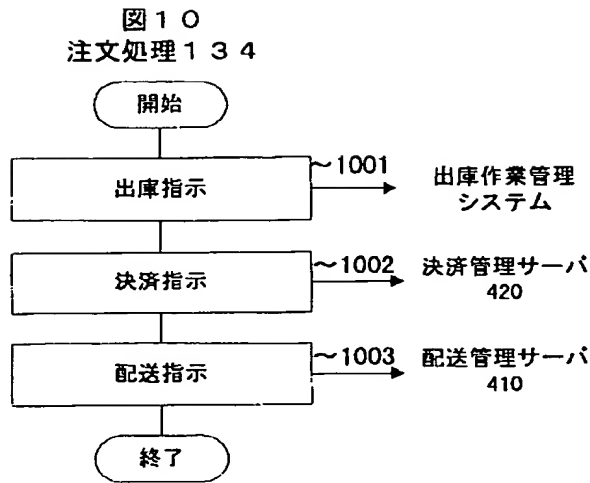 図１０
注文処理１３４
開始
出庫指示
～1001
出庫作業管理
システム
決済指示
～1002
決済管理サーバ
420
配送指示
～1003
配送管理サーバ
410
終了